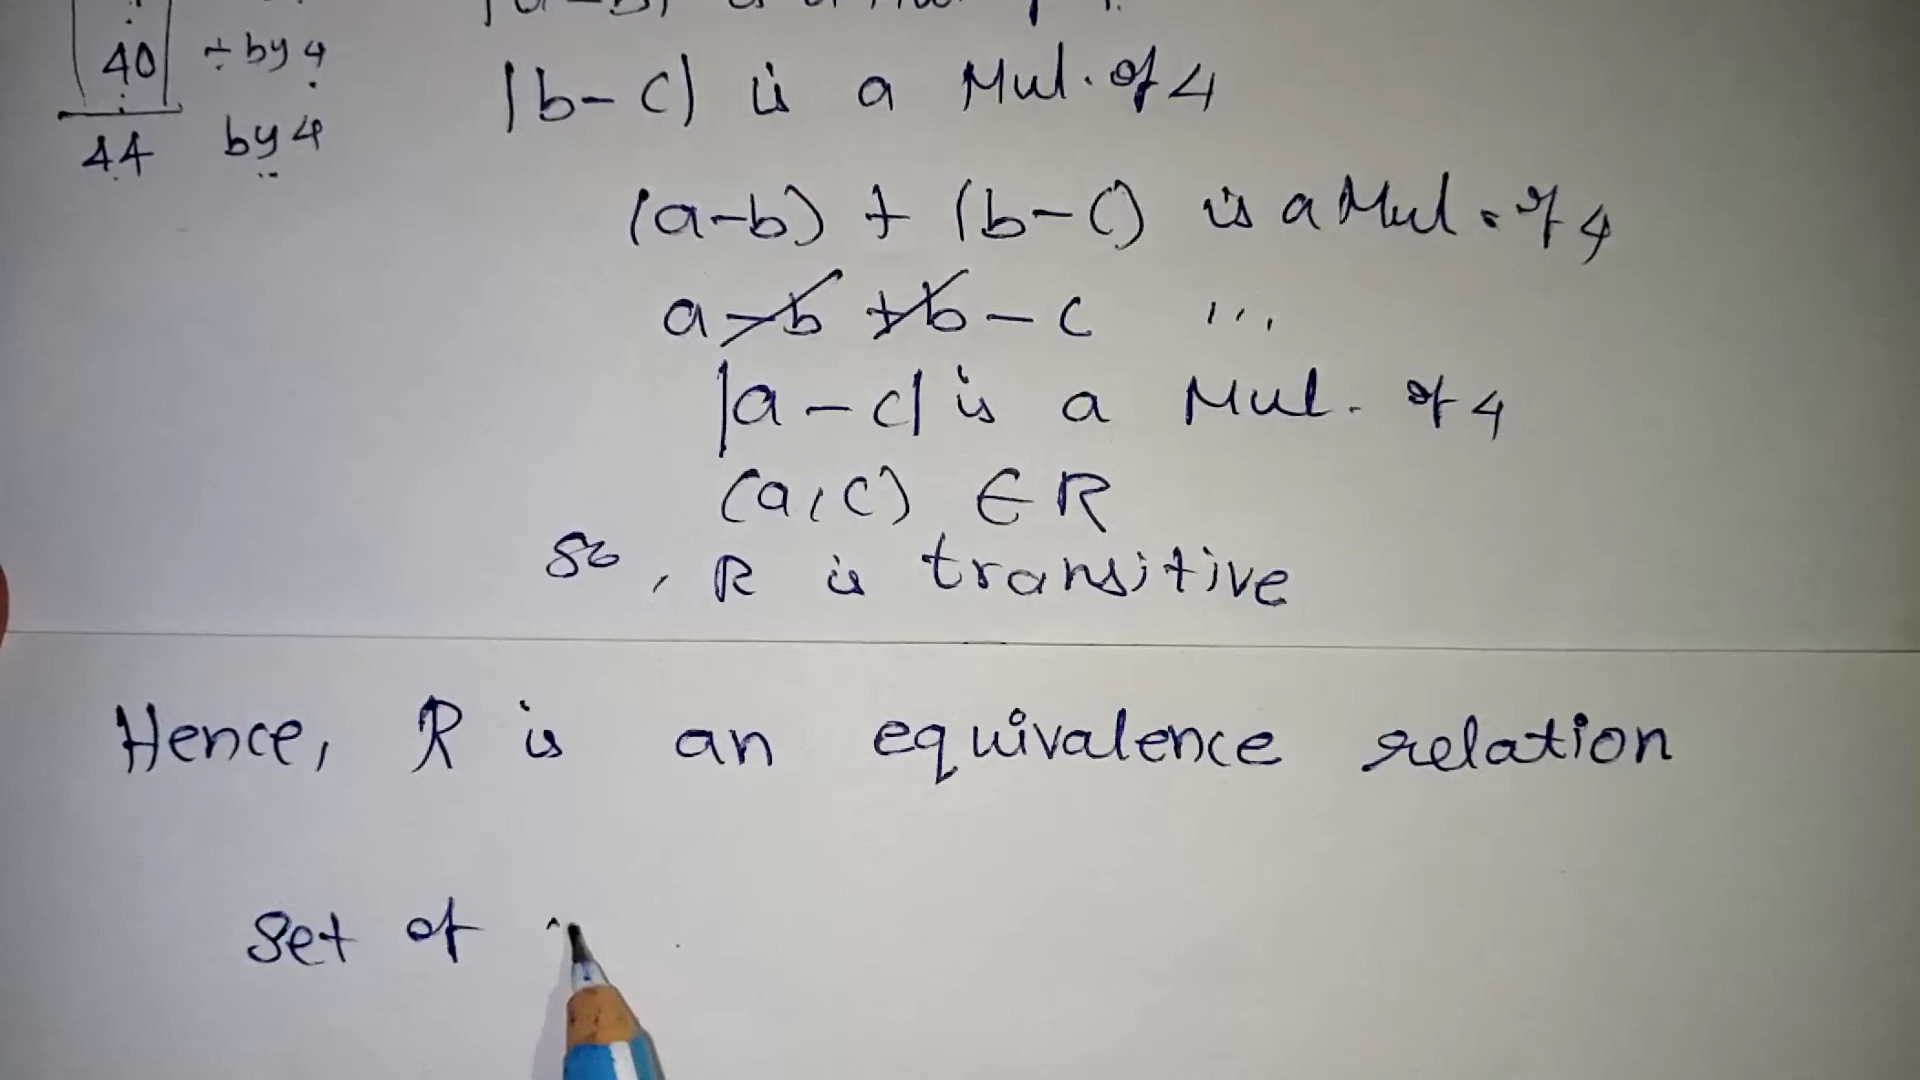 40 ÷ by 4
44 by 4
|b-c| is a Mul. of 4
(a-b) + (b-c) is a Mul. of 4
a-b+b-c ...
|a-c| is a Mul. of 4
(a,c) ∈ R
So, R is transitive
Hence, R is an equivalence relation
Set of